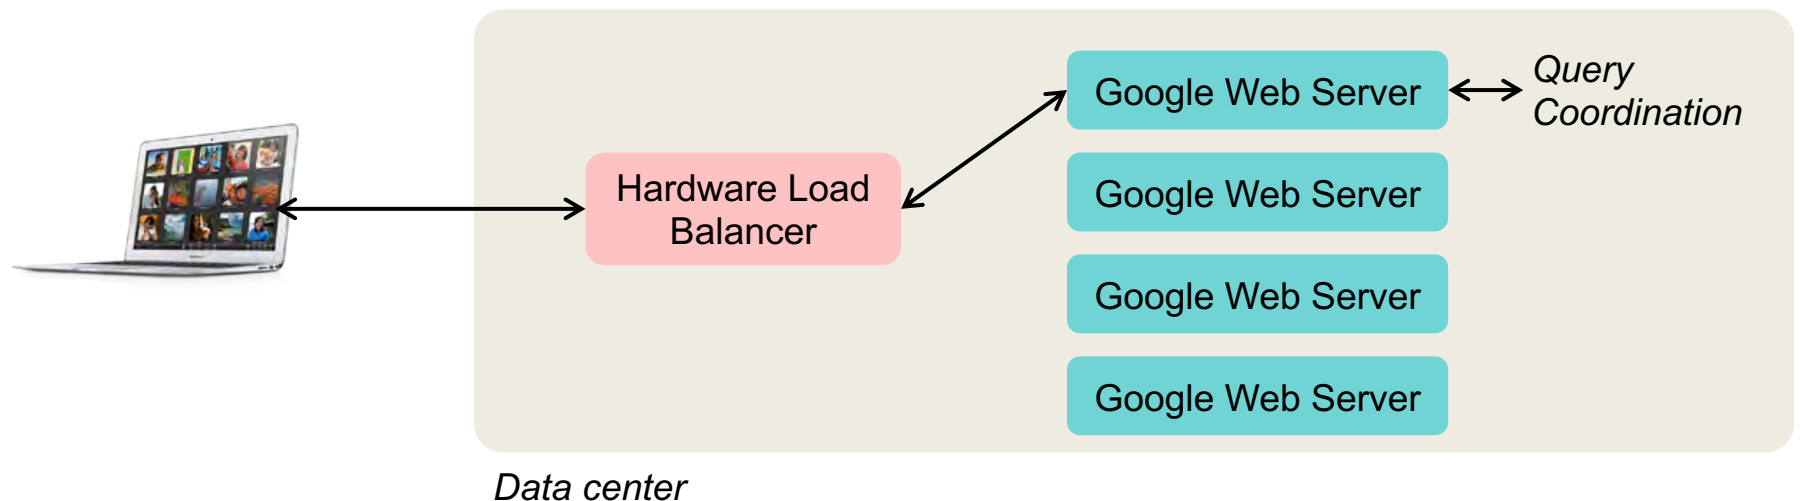 Google Web Server
Query
Coordination
Hardware Load
Balancer
Google Web Server
Google Web Server
Google Web Server
Data center